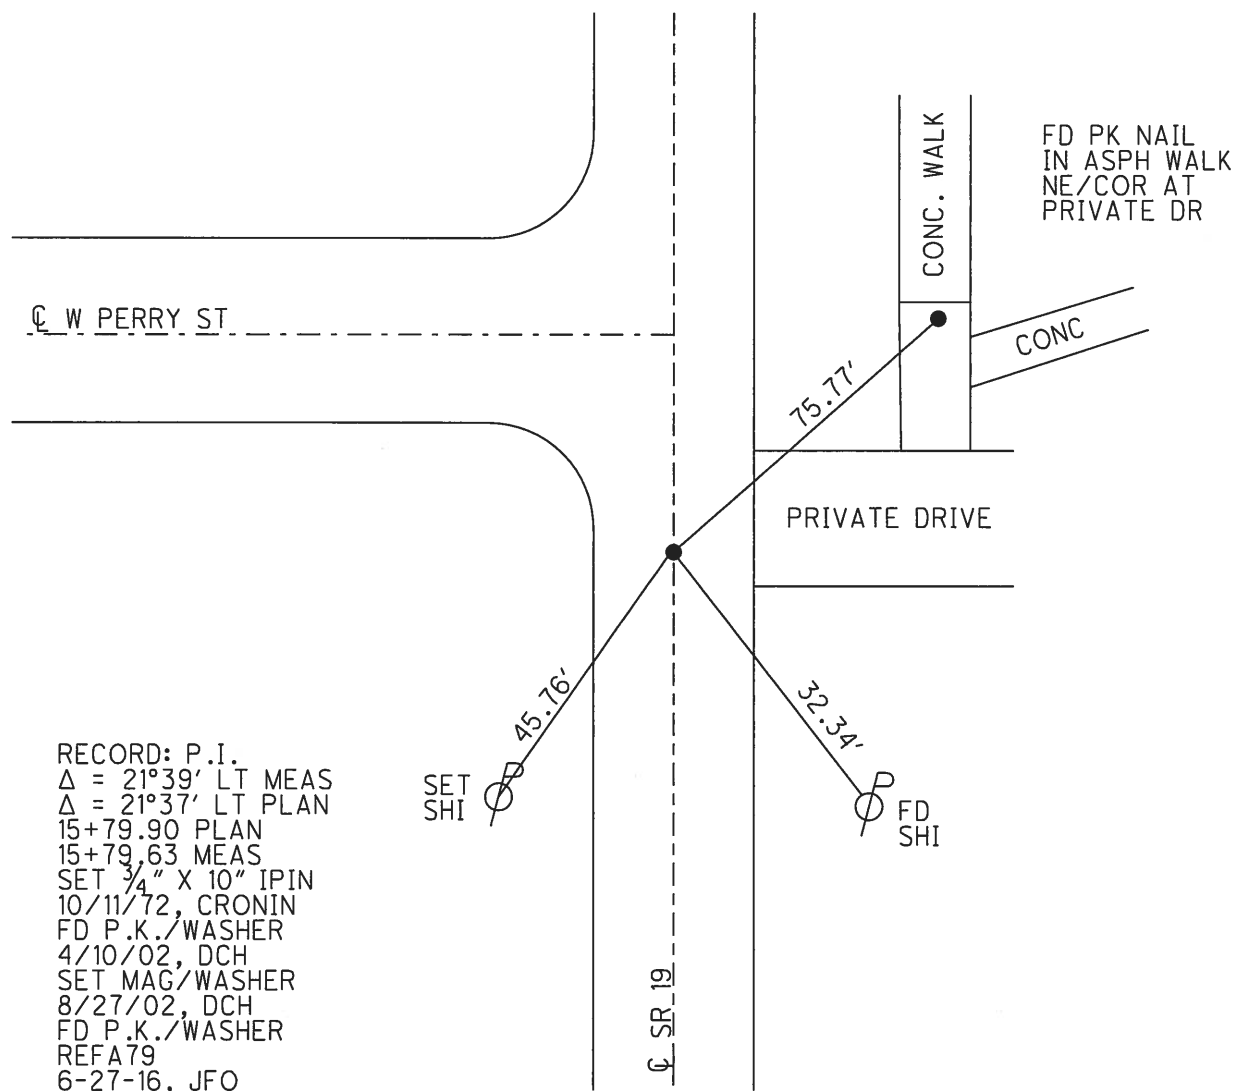 CONC. WALK
FD PK NAIL
IN ASPH WALK
NE/COR AT
PRIVATE DR
℄ W PERRY ST
CONC
75.77'
PRIVATE DRIVE
45.76'
32.34'
SET
SHI
FD
SHI
RECORD: P.I.
Δ = 21°39' LT MEAS
Δ = 21°37' LT PLAN
15+79.90 PLAN
15+79.63 MEAS
SET 3/4" X 10" IPIN
10/11/72, CRONIN
FD P.K./WASHER
4/10/02, DCH
SET MAG/WASHER
8/27/02, DCH
FD P.K./WASHER
REFA79
6-27-16, JFO
℄ SR 19